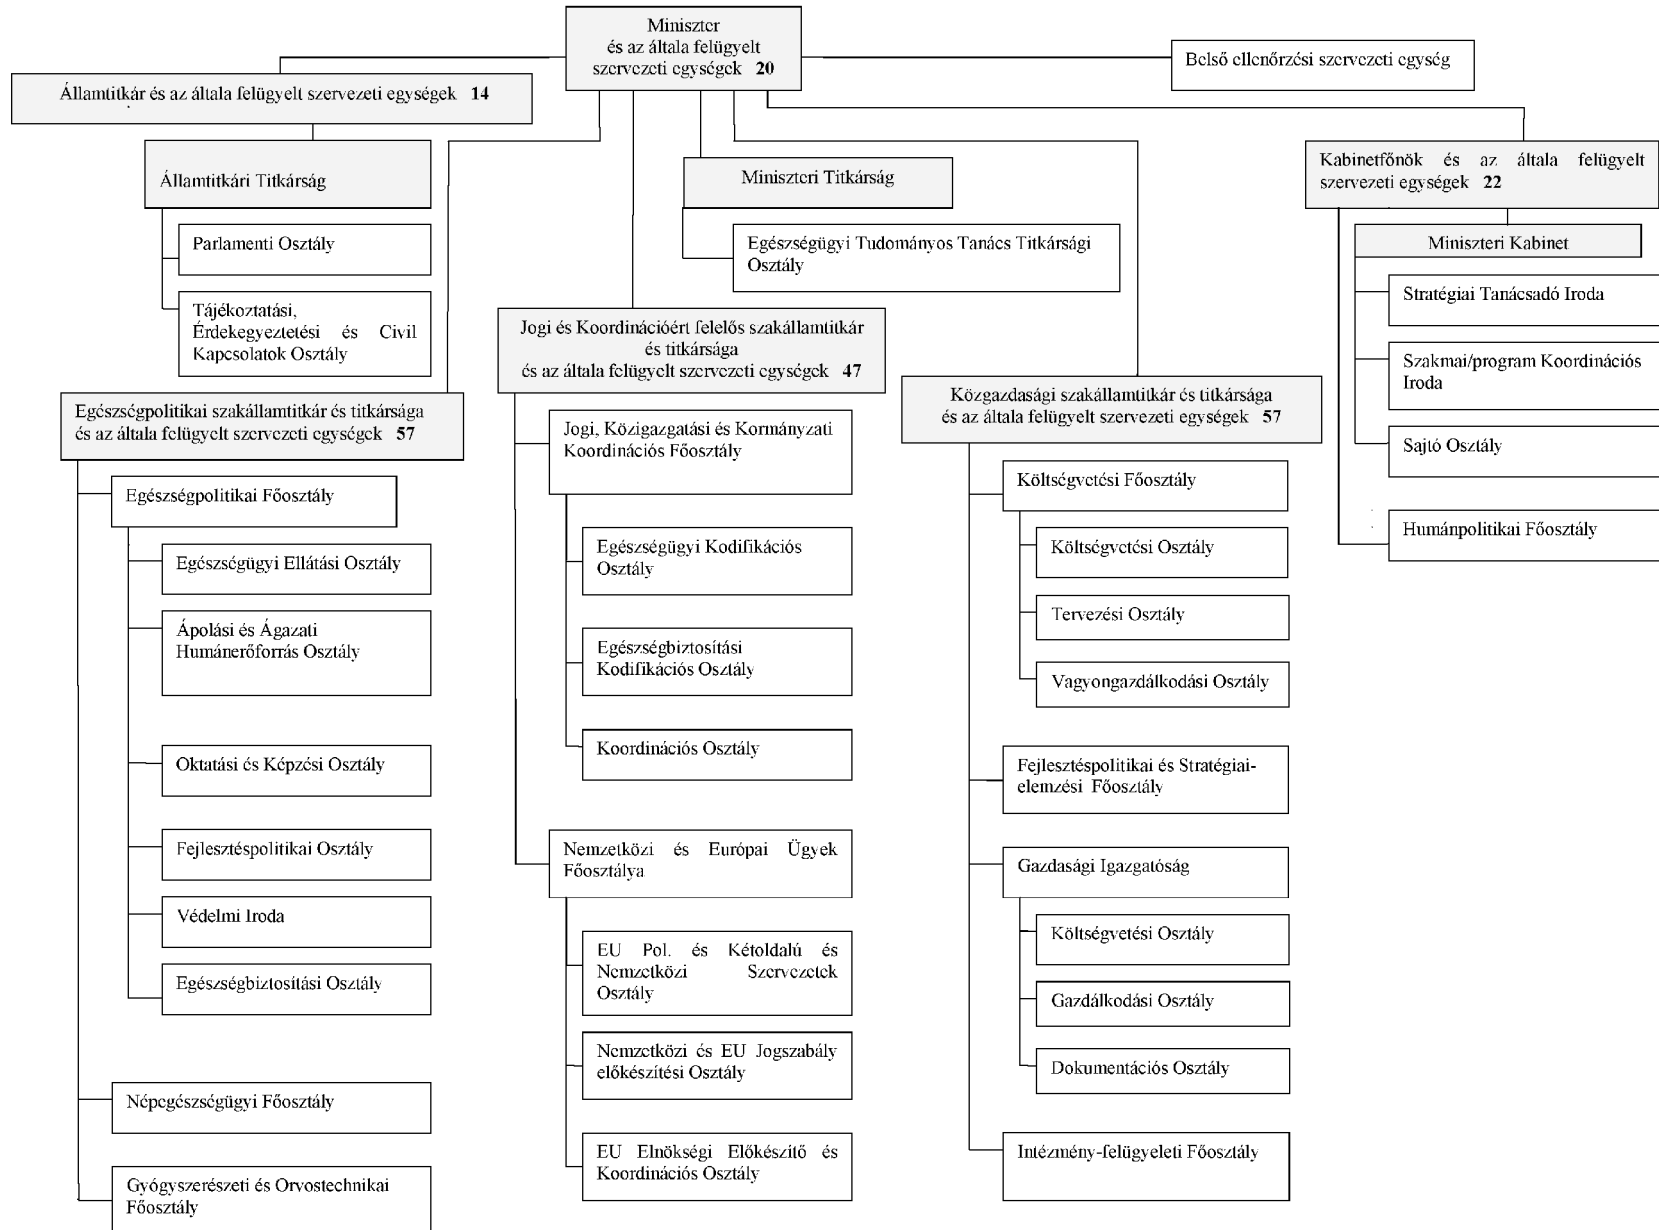 Miniszter
és az általa felügyelt
szervezeti egységek 20
Belső ellenőrzési szervezeti egység
Államtitkár és az általa felügyelt szervezeti egységek 14
Államtitkári Titkárság
Parlamenti Osztály
Tájékoztatási,
Érdekegyeztetési és Civil
Kapcsolatok Osztály
Miniszteri Titkárság
Egészségügyi Tudományos Tanács Titkársági
Osztály
Kabinetfőnök és az általa felügyelt
szervezeti egységek 22
Miniszteri Kabinet
Stratégiai Tanácsadó Iroda
Szakmai/program Koordinációs
Iroda
Sajtó Osztály
Humánpolitikai Főosztály
Egészségpolitikai szakállamtitkár és titkársága
és az általa felügyelt szervezeti egységek 57
Egészségpolitikai Főosztály
Egészségügyi Ellátási Osztály
Ápolási és Ágazati
Humánerőforrás Osztály
Oktatási és Képzési Osztály
Fejlesztéspolitikai Osztály
Védelmi Iroda
Egészségbiztosítási Osztály
Népegészségügyi Főosztály
Gyógyszerészeti és Orvostechnikai
Főosztály
Jogi és Koordinációért felelős szakállamtitkár
és titkársága
és az általa felügyelt szervezeti egységek 47
Jogi, Közigazgatási és Kormányzati
Koordinációs Főosztály
Egészségügyi Kodifikációs
Osztály
Egészségbiztosítási
Kodifikációs Osztály
Koordinációs Osztály
Nemzetközi és Európai Ügyek
Főosztálya
EU Pol. és Kétoldalú és
Nemzetközi Szervezetek
Osztály
Nemzetközi és EU Jogszabály
előkészítési Osztály
EU Elnökségi Előkészítő és
Koordinációs Osztály
Közgazdasági szakállamtitkár és titkársága
és az általa felügyelt szervezeti egységek 57
Költségvetési Főosztály
Költségvetési Osztály
Tervezési Osztály
Vagyongazdálkodási Osztály
Fejlesztéspolitikai és Stratégiai-
elemzési Főosztály
Gazdasági Igazgatóság
Költségvetési Osztály
Gazdálkodási Osztály
Dokumentációs Osztály
Intézmény-felügyeleti Főosztály